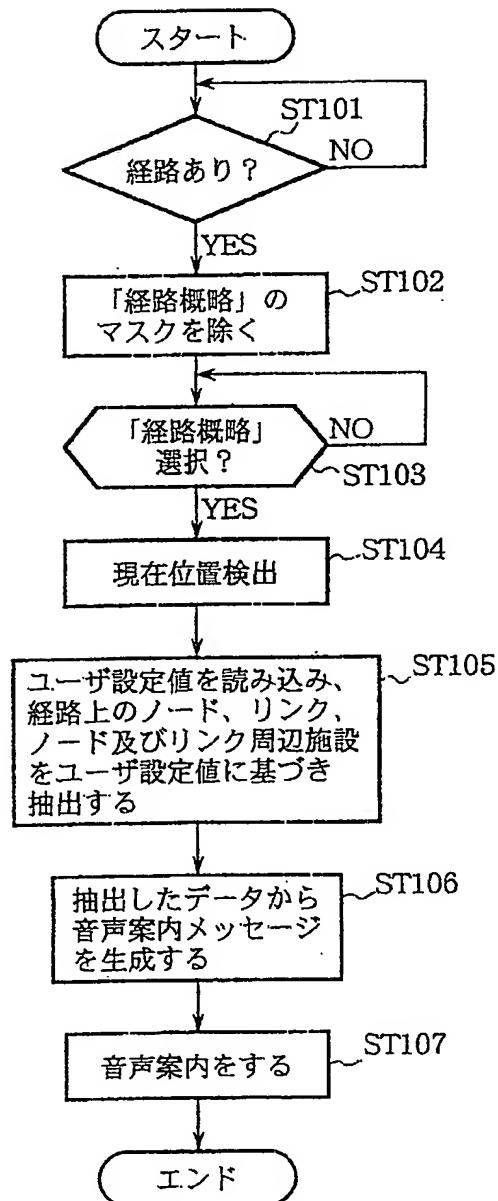 スタート
ST101
経路あり?
NO
YES
ST102
「経路概略」の
マスクを除く
「経路概略」
選択?
NO
ST103
YES
ST104
現在位置検出
ST105
ユーザ設定値を読み込み、
経路上のノード、リンク、
ノード及びリンク周辺施設
をユーザ設定値に基づき
抽出する
ST106
抽出したデータから
音声案内メッセージ
を生成する
ST107
音声案内をする
エンド